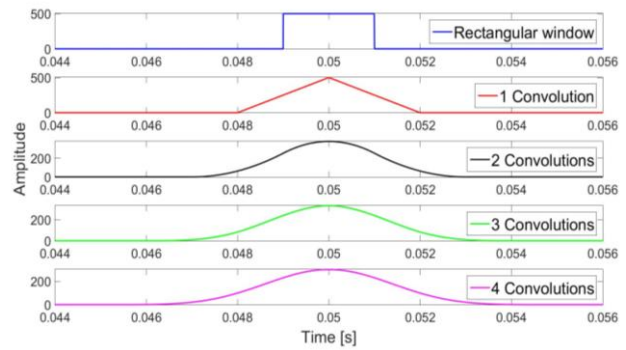 500
0
Rectangular window
0.044 0.046 0.048 0.05 0.052 0.054 0.056
500
0
1 Convolution
0.044 0.046 0.048 0.05 0.052 0.054 0.056
Amplitude
200
0
2 Convolutions
0.044 0.046 0.048 0.05 0.052 0.054 0.056
200
0
3 Convolutions
0.044 0.046 0.048 0.05 0.052 0.054 0.056
200
0
4 Convolutions
0.044 0.046 0.048 0.05 0.052 0.054 0.056
Time [s]